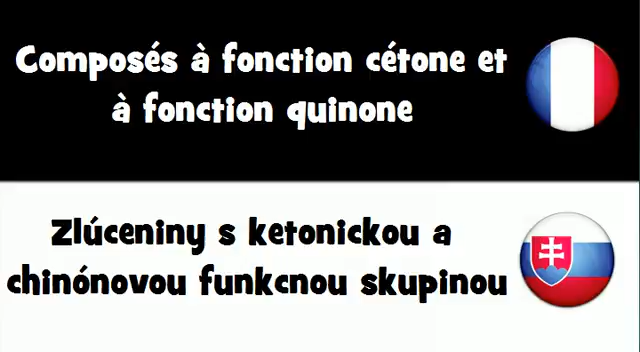 Composés à fonction cétone et
à fonction quinone
Zlúceniny s ketonickou a
chinónovou funkcnou skupinou